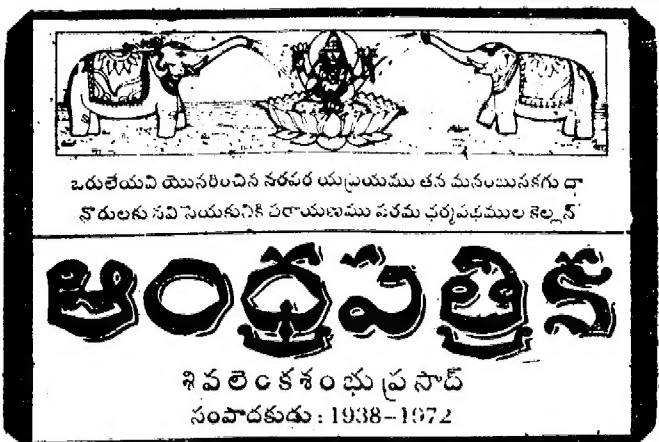 ఒరులేయవి యొనరించిన నరవర యప్రియము తన మనంబునకగు దా
నొరులకు నవి సేయకునికి పరాయణము పరమ ధర్మపథముల కెల్లన్
ఆంధ్రపత్రిక
శివలెంకశంభుప్రసాద్
సంపాదకుడు : 1938-1972